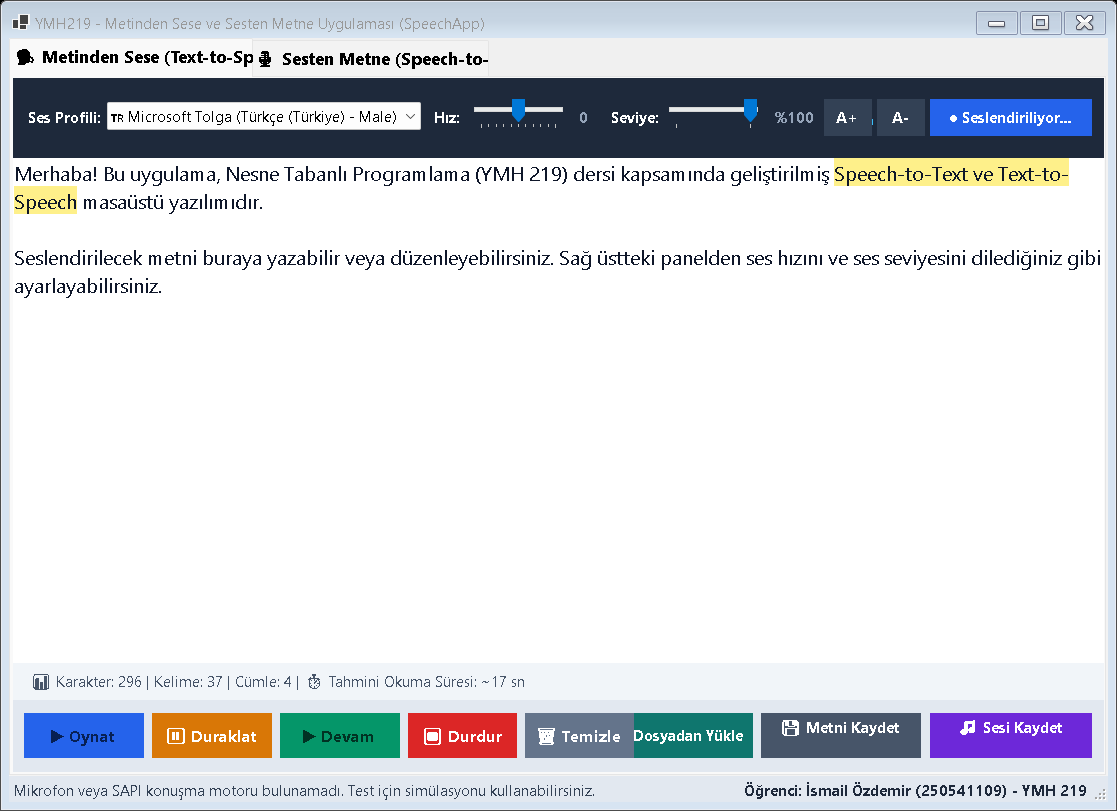 YMH219 - Metinden Sese ve Sesten Metne Uygulaması (SpeechApp)
Metinden Sese (Text-to-Sp
Sesten Metne (Speech-to-
Ses Profili: TR Microsoft Tolga (Türkçe (Türkiye) - Male) Hız: 0 Seviye: %100 A+ A- ● Seslendiriliyor...
Merhaba! Bu uygulama, Nesne Tabanlı Programlama (YMH 219) dersi kapsamında geliştirilmiş Speech-to-Text ve Text-to-
Speech masaüstü yazılımıdır.
Seslendirilecek metni buraya yazabilir veya düzenleyebilirsiniz. Sağ üstteki panelden ses hızını ve ses seviyesini dilediğiniz gibi
ayarlayabilirsiniz.
Karakter: 296 | Kelime: 37 | Cümle: 4 | Tahmini Okuma Süresi: ~17 sn
Oynat Duraklat Devam Durdur Temizle Dosyadan Yükle Metni Kaydet Sesi Kaydet
Mikrofon veya SAPI konuşma motoru bulunamadı. Test için simülasyonu kullanabilirsiniz. Öğrenci: İsmail Özdemir (250541109) - YMH 219